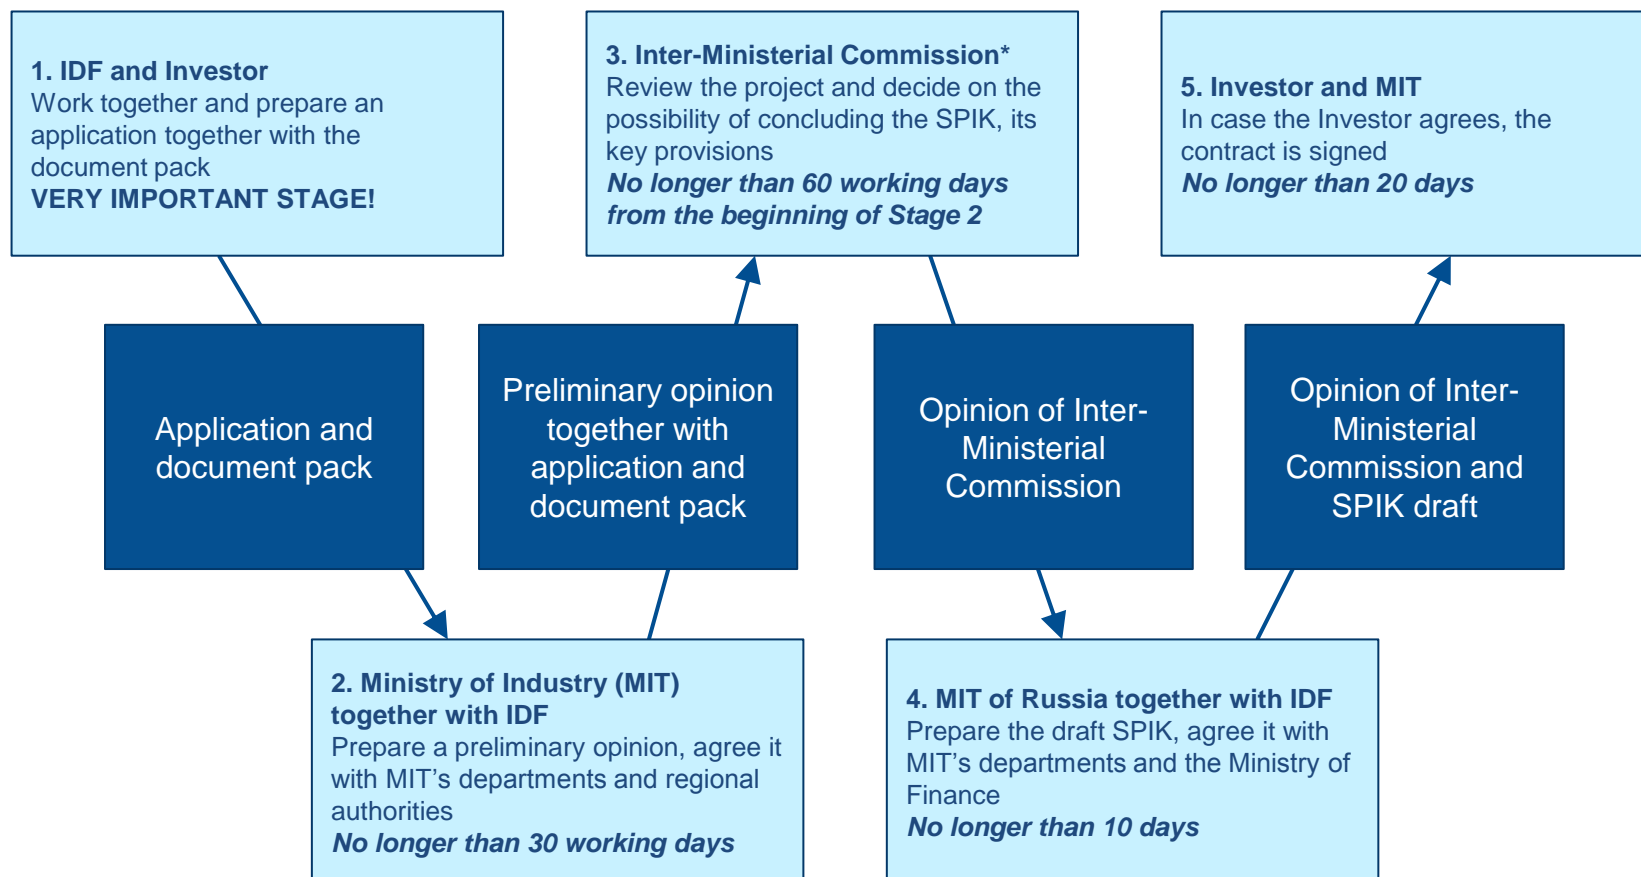 1. IDF and Investor
Work together and prepare an
application together with the
document pack
VERY IMPORTANT STAGE!
3. Inter-Ministerial Commission*
Review the project and decide on the
possibility of concluding the SPIK, its
key provisions
No longer than 60 working days
from the beginning of Stage 2
5. Investor and MIT
In case the Investor agrees, the
contract is signed
No longer than 20 days
Application and
document pack
Preliminary opinion
together with
application and
document pack
Opinion of Inter-
Ministerial
Commission
Opinion of Inter-
Ministerial
Commission and
SPIK draft
2. Ministry of Industry (MIT)
together with IDF
Prepare a preliminary opinion, agree it
with MIT’s departments and regional
authorities
No longer than 30 working days
4. MIT of Russia together with IDF
Prepare the draft SPIK, agree it with
MIT’s departments and the Ministry of
Finance
No longer than 10 days